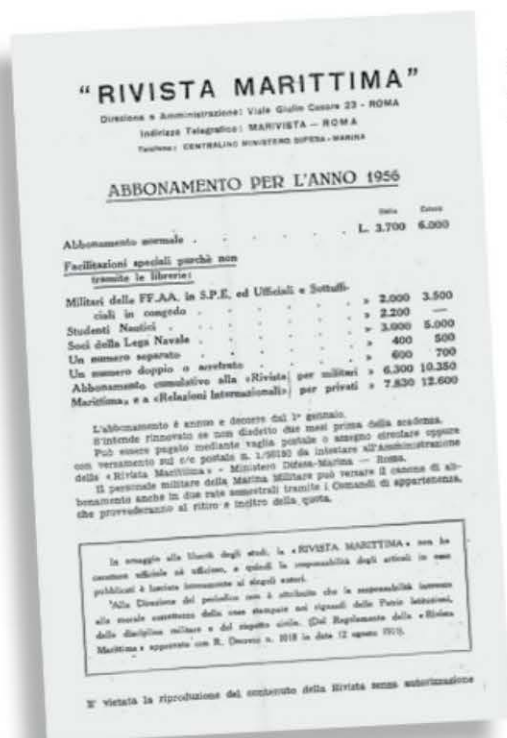 "RIVISTA MARITTIMA"
Direzione e Amministrazione: Viale Giulio Cesare 23 - ROMA
Indirizzo Telegrafico: MARIVISTA - ROMA
Telefono: CENTRALINO MINISTERO DIFESA-MARINA
ABBONAMENTO PER L'ANNO 1956
Italia Estero
Abbonamento normale . . . . . . L. 3.700 6.000
Facilitazioni speciali purchè non
tramite le librerie:
Militari della FF.AA. in S.P.E. ed Ufficiali e Sottuffi-
ciali in congedo . . . . . . » 2.000 3.500
Studenti Nautici . . . . . . » 2.200 —
Soci della Lega Navale . . . . . . » 3.000 5.000
Un numero separato . . . . . . » 400 500
Un numero doppio o arretrato . . . . » 600 700
Abbonamento cumulativo alla «Rivista per militari » 6.300 10.350
Marittima» e a «Relazioni Internazionali» per privati » 7.830 12.600
L'abbonamento è annuo e decorre dal 1° gennaio.
S'intende rinnovato se non disdetto due mesi prima della scadenza.
Può essere pagato mediante vaglia postale o assegno circolare oppure
con versamento sul c/c postale n. da intestare all'Amministrazione
della «Rivista Marittima» - Ministero Difesa-Marina — Roma.
Il personale militare della Marina Militare può versare il canone di ab-
bonamento anche in due rate semestrali tramite i Comandi di appartenenza,
che provvederanno al ritiro e inoltro della quota.
In omaggio alla libertà degli studi, la «RIVISTA MARITTIMA» non ha
carattere ufficiale nè ufficioso, e quindi la responsabilità degli articoli in essa
pubblicati è lasciata interamente ai singoli autori.
Alla Direzione del periodico non è attribuita che la responsabilità inerente
alla morale correttezza delle cose stampate nei riguardi delle Patrie Istituzioni,
della disciplina militare e del rispetto civile. (Dal Regolamento della «Rivista
Marittima» approvato con R. Decreto n. in data 12 agosto
E' vietata la riproduzione del contenuto della Rivista senza autorizzazione